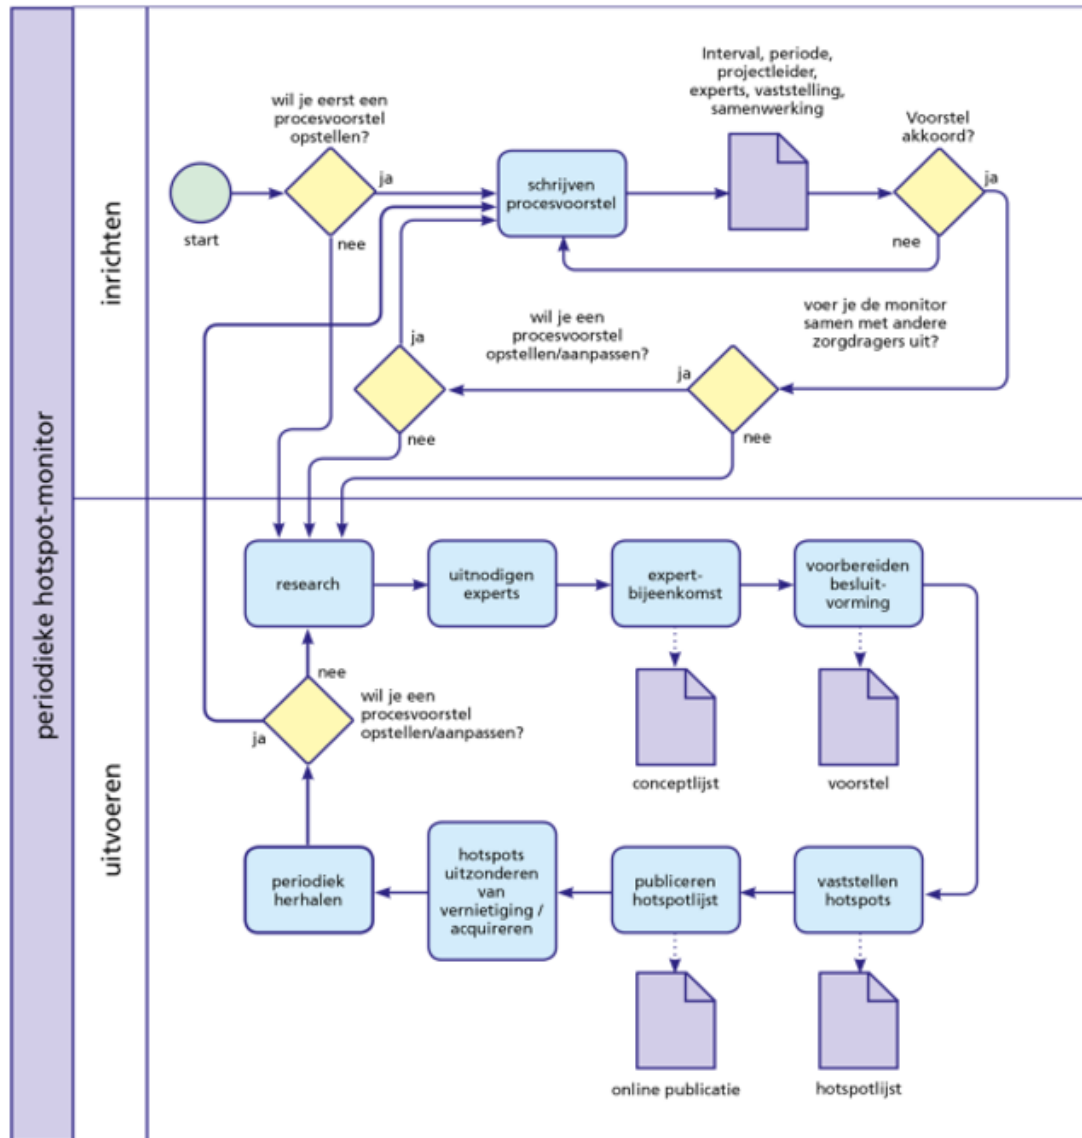 periodieke hotspot-monitor
inrichten
wil je eerst een
procesvoorstel
opstellen?
start
ja
nee
schrijven
procesvoorstel
Interval, periode,
projectleider,
experts, vaststelling,
samenwerking
Voorstel
akkoord?
ja
nee
voer je de monitor
samen met andere
zorgdragers uit?
ja
nee
wil je een
procesvoorstel
opstellen/aanpassen?
ja
nee
uitvoeren
research
uitnodigen
experts
expert-
bijeenkomst
voorbereiden
besluit-
vorming
conceptlijst
voorstel
nee
wil je een
procesvoorstel
opstellen/aanpassen?
ja
periodiek
herhalen
hotspots
uitzonderen
van
vernietiging /
acquireren
publiceren
hotspotlijst
vaststellen
hotspots
online publicatie
hotspotlijst